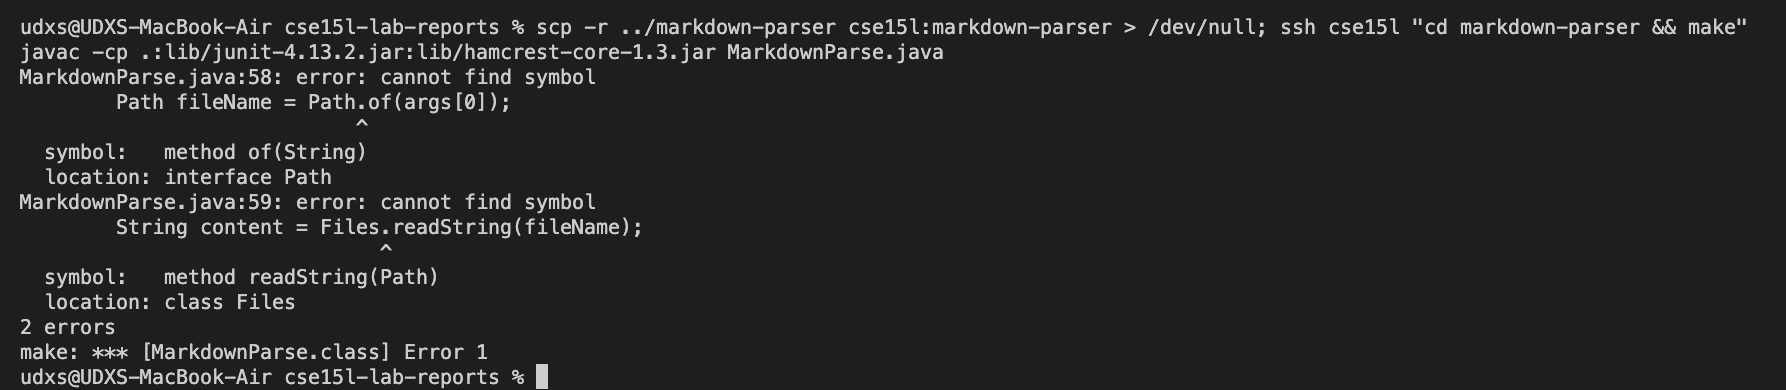 udxs@UDXS-MacBook-Air cse15l-lab-reports % scp -r ../markdown-parser cse15l:markdown-parser > /dev/null; ssh cse15l "cd markdown-parser && make"
javac -cp .:lib/junit-4.13.2.jar:lib/hamcrest-core-1.3.jar MarkdownParse.java
MarkdownParse.java:58: error: cannot find symbol
        Path fileName = Path.of(args[0]);
                            ^
  symbol:   method of(String)
  location: interface Path
MarkdownParse.java:59: error: cannot find symbol
        String content = Files.readString(fileName);
                              ^
  symbol:   method readString(Path)
  location: class Files
2 errors
make: *** [MarkdownParse.class] Error 1
udxs@UDXS-MacBook-Air cse15l-lab-reports %